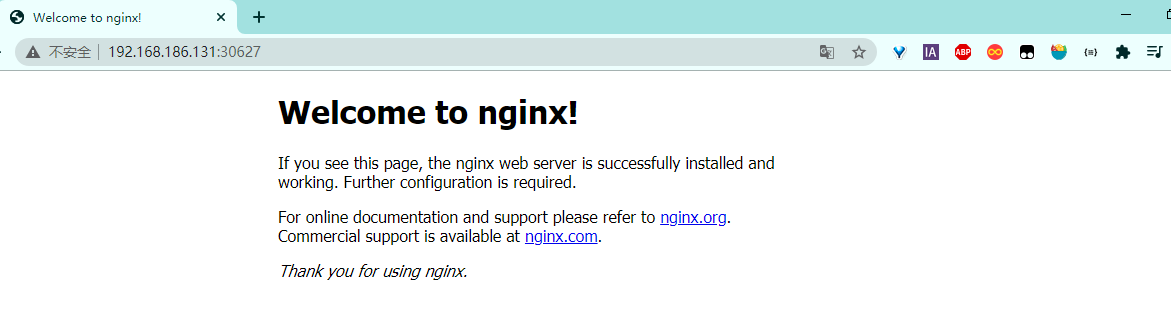 Welcome to nginx!
不安全 192.168.186.131:30627
IA
ABP
Welcome to nginx!
If you see this page, the nginx web server is successfully installed and
working. Further configuration is required.
For online documentation and support please refer to nginx.org.
Commercial support is available at nginx.com.
Thank you for using nginx.